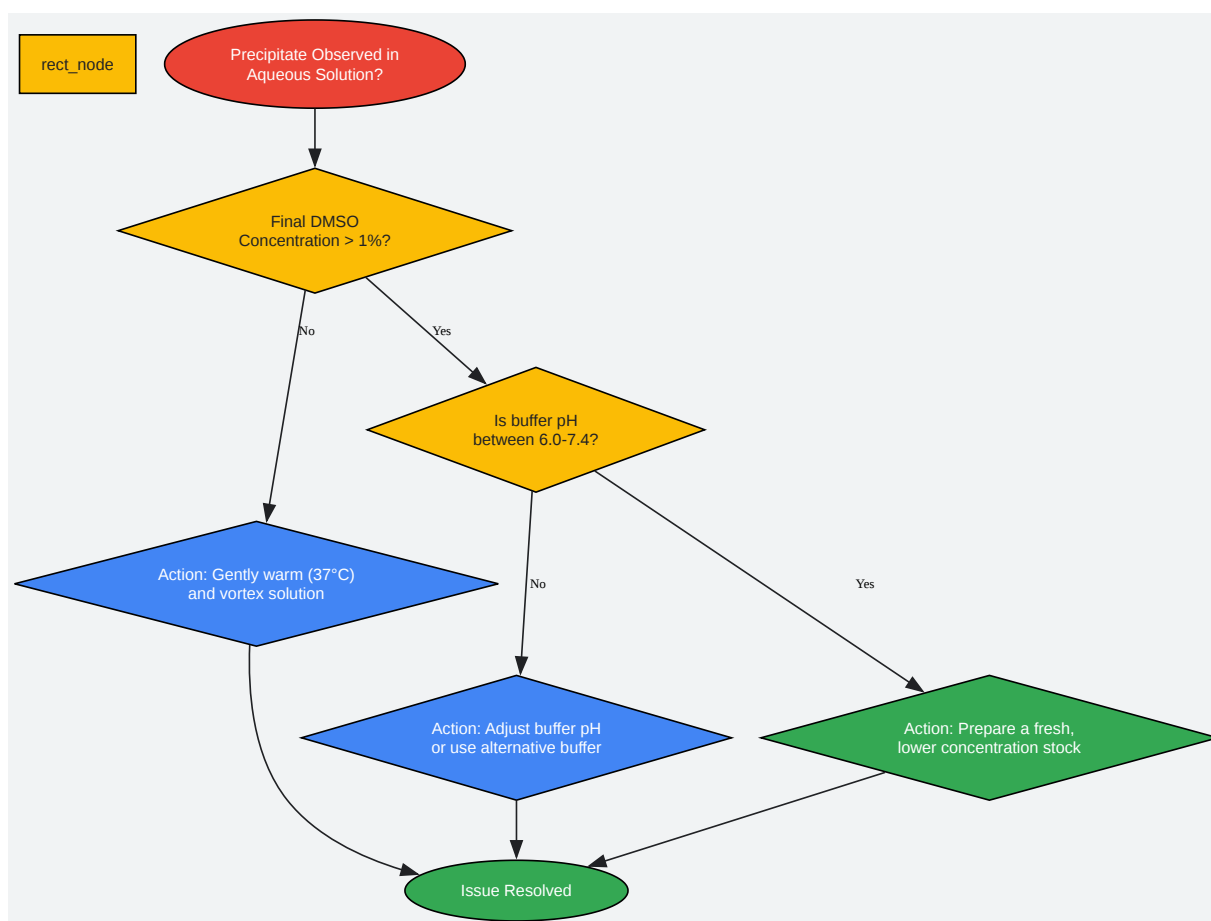 rect_node
Precipitate Observed in
Aqueous Solution?
Final DMSO
Concentration > 1%?
No
Yes
Is buffer pH
between 6.0-7.4?
Action: Gently warm (37°C)
and vortex solution
No
Yes
Action: Adjust buffer pH
or use alternative buffer
Action: Prepare a fresh,
lower concentration stock
Issue Resolved